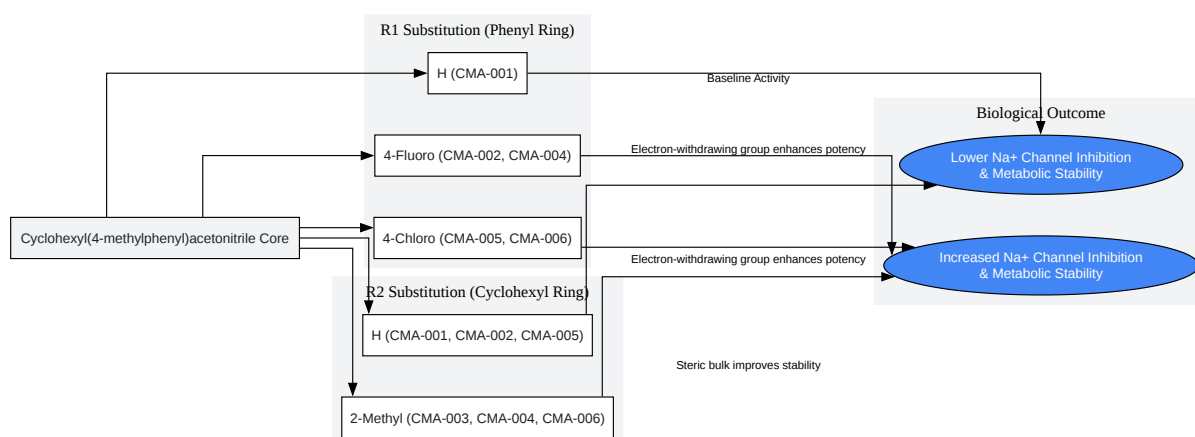 R1 Substitution (Phenyl Ring)
H (CMA-001)
Baseline Activity
Biological Outcome
4-Fluoro (CMA-002, CMA-004)
Electron-withdrawing group enhances potency
Lower Na+ Channel Inhibition
& Metabolic Stability
Cyclohexyl(4-methylphenyl)acetonitrile Core
4-Chloro (CMA-005, CMA-006)
Electron-withdrawing group enhances potency
Increased Na+ Channel Inhibition
& Metabolic Stability
R2 Substitution (Cyclohexyl Ring)
H (CMA-001, CMA-002, CMA-005)
Steric bulk improves stability
2-Methyl (CMA-003, CMA-004, CMA-006)